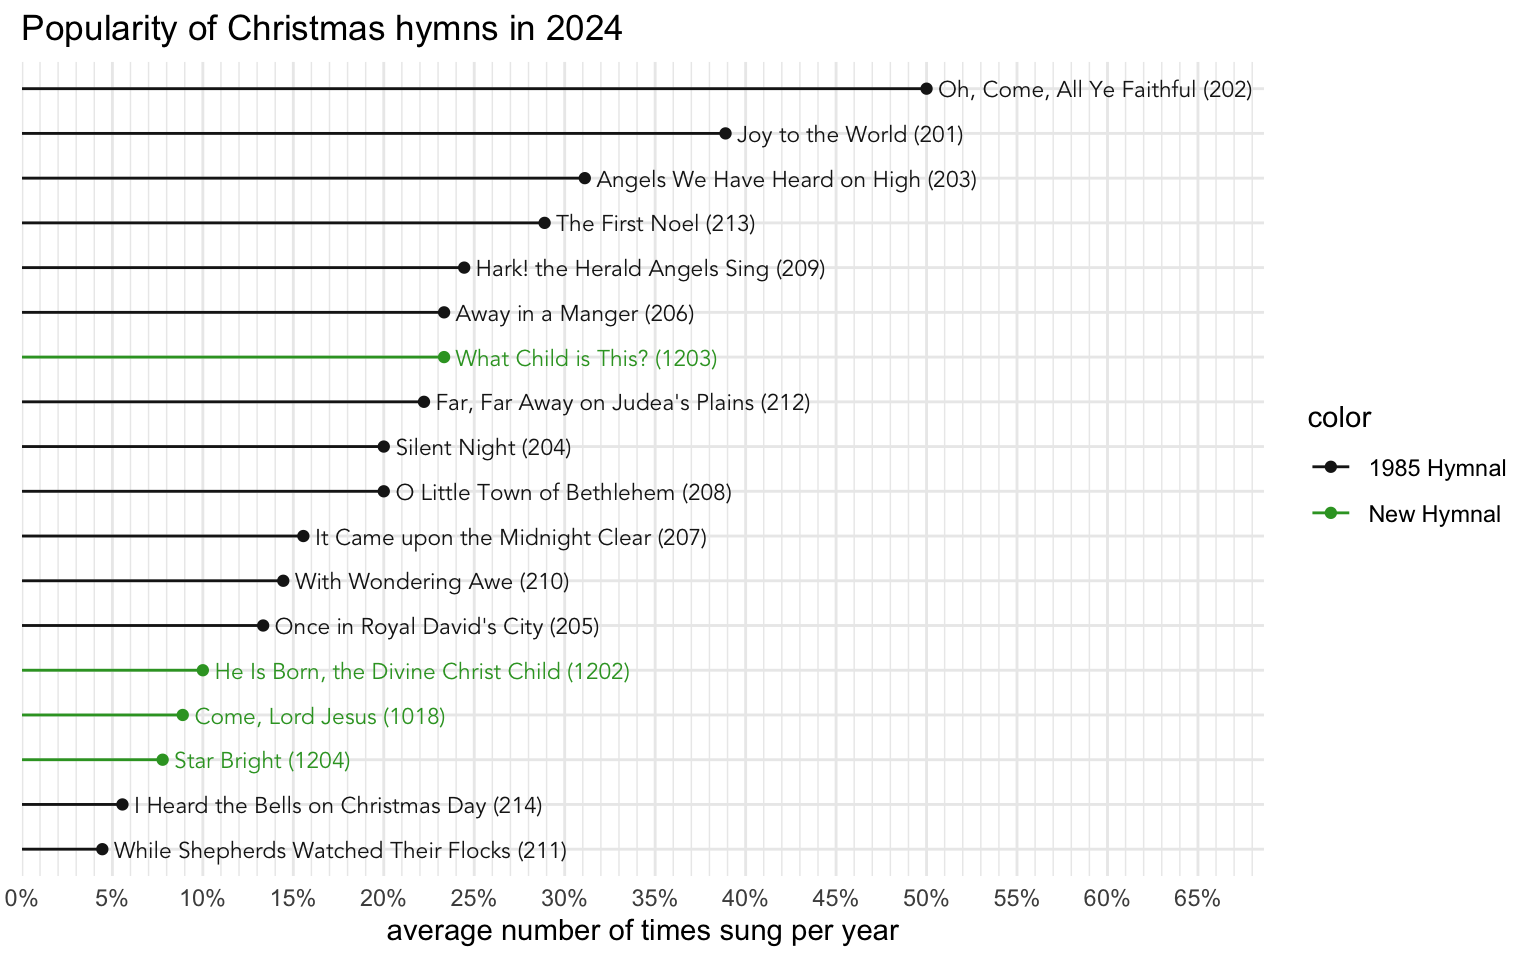 Popularity of Christmas hymns in 2024
Oh, Come, All Ye Faithful (202)
Joy to the World (201)
Angels We Have Heard on High (203)
The First Noel (213)
Hark! the Herald Angels Sing (209)
Away in a Manger (206)
What Child is This? (1203)
Far, Far Away on Judea's Plains (212)
Silent Night (204)
O Little Town of Bethlehem (208)
It Came upon the Midnight Clear (207)
With Wondering Awe (210)
Once in Royal David's City (205)
He Is Born, the Divine Christ Child (1202)
Come, Lord Jesus (1018)
Star Bright (1204)
I Heard the Bells on Christmas Day (214)
While Shepherds Watched Their Flocks (211)
0% 5% 10% 15% 20% 25% 30% 35% 40% 45% 50% 55% 60% 65%
average number of times sung per year
color
1985 Hymnal
New Hymnal